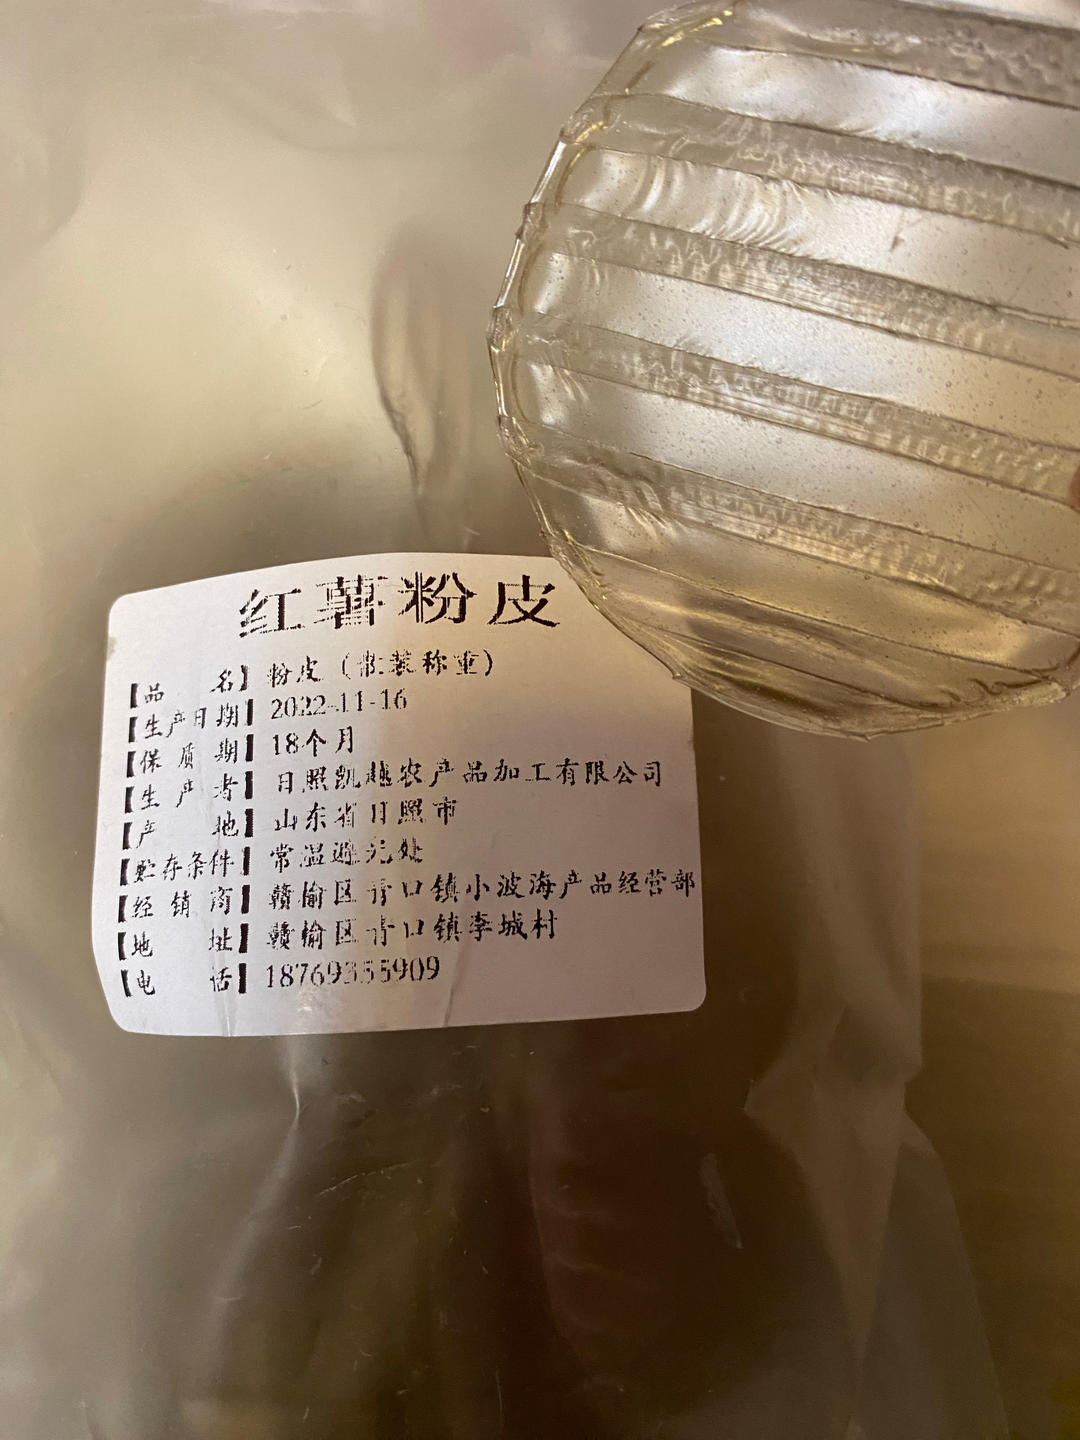 红薯粉皮
【品 名】粉皮（散装称重）
【生产日期】2022-11-16
【保质期】18个月
【生产者】日照凯越农产品加工有限公司
【产 地】山东省日照市
【贮存条件】常温避光处
【经销商】赣榆区青口镇小波海产品经营部
【地 址】赣榆区青口镇李城村
【电 话】18769355909